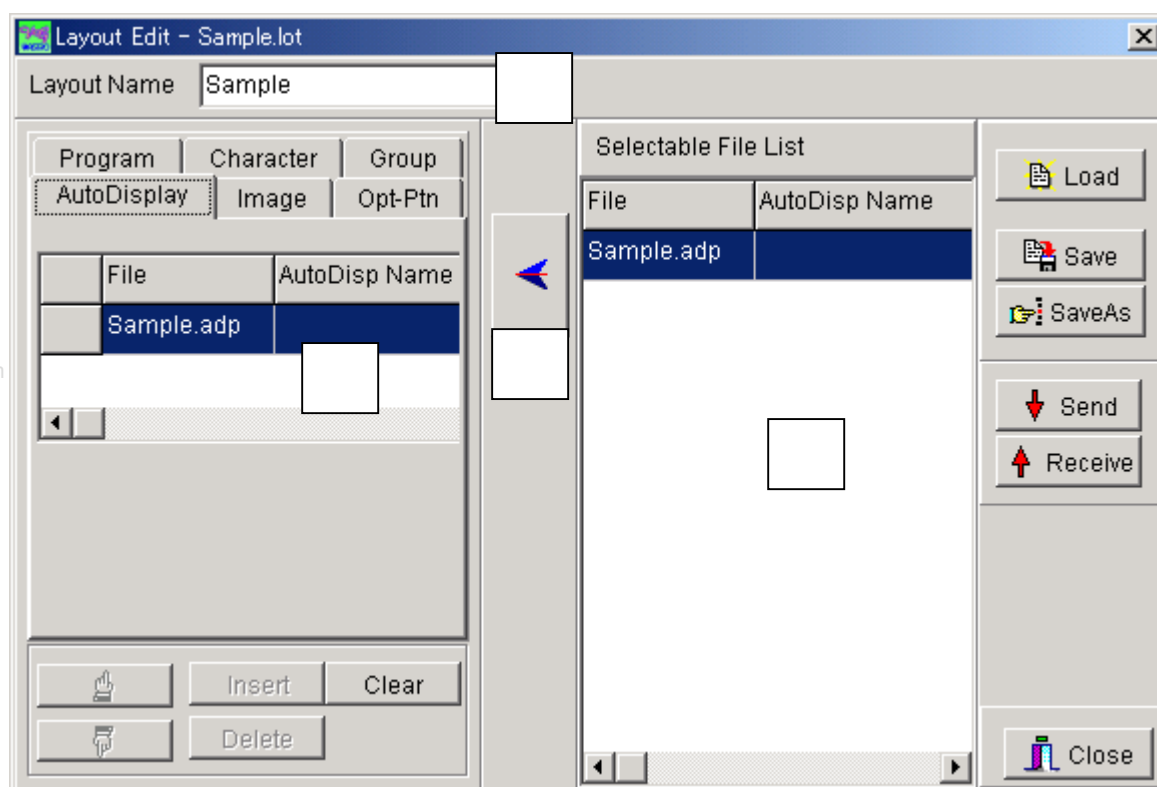 Layout Edit - Sample.lot
Layout Name Sample
Program Character Group
AutoDisplay Image Opt-Ptn
File AutoDisp Name
Sample.adp
Insert Clear
Delete
Selectable File List
File AutoDisp Name
Sample.adp
Load
Save
SaveAs
Send
Receive
Close